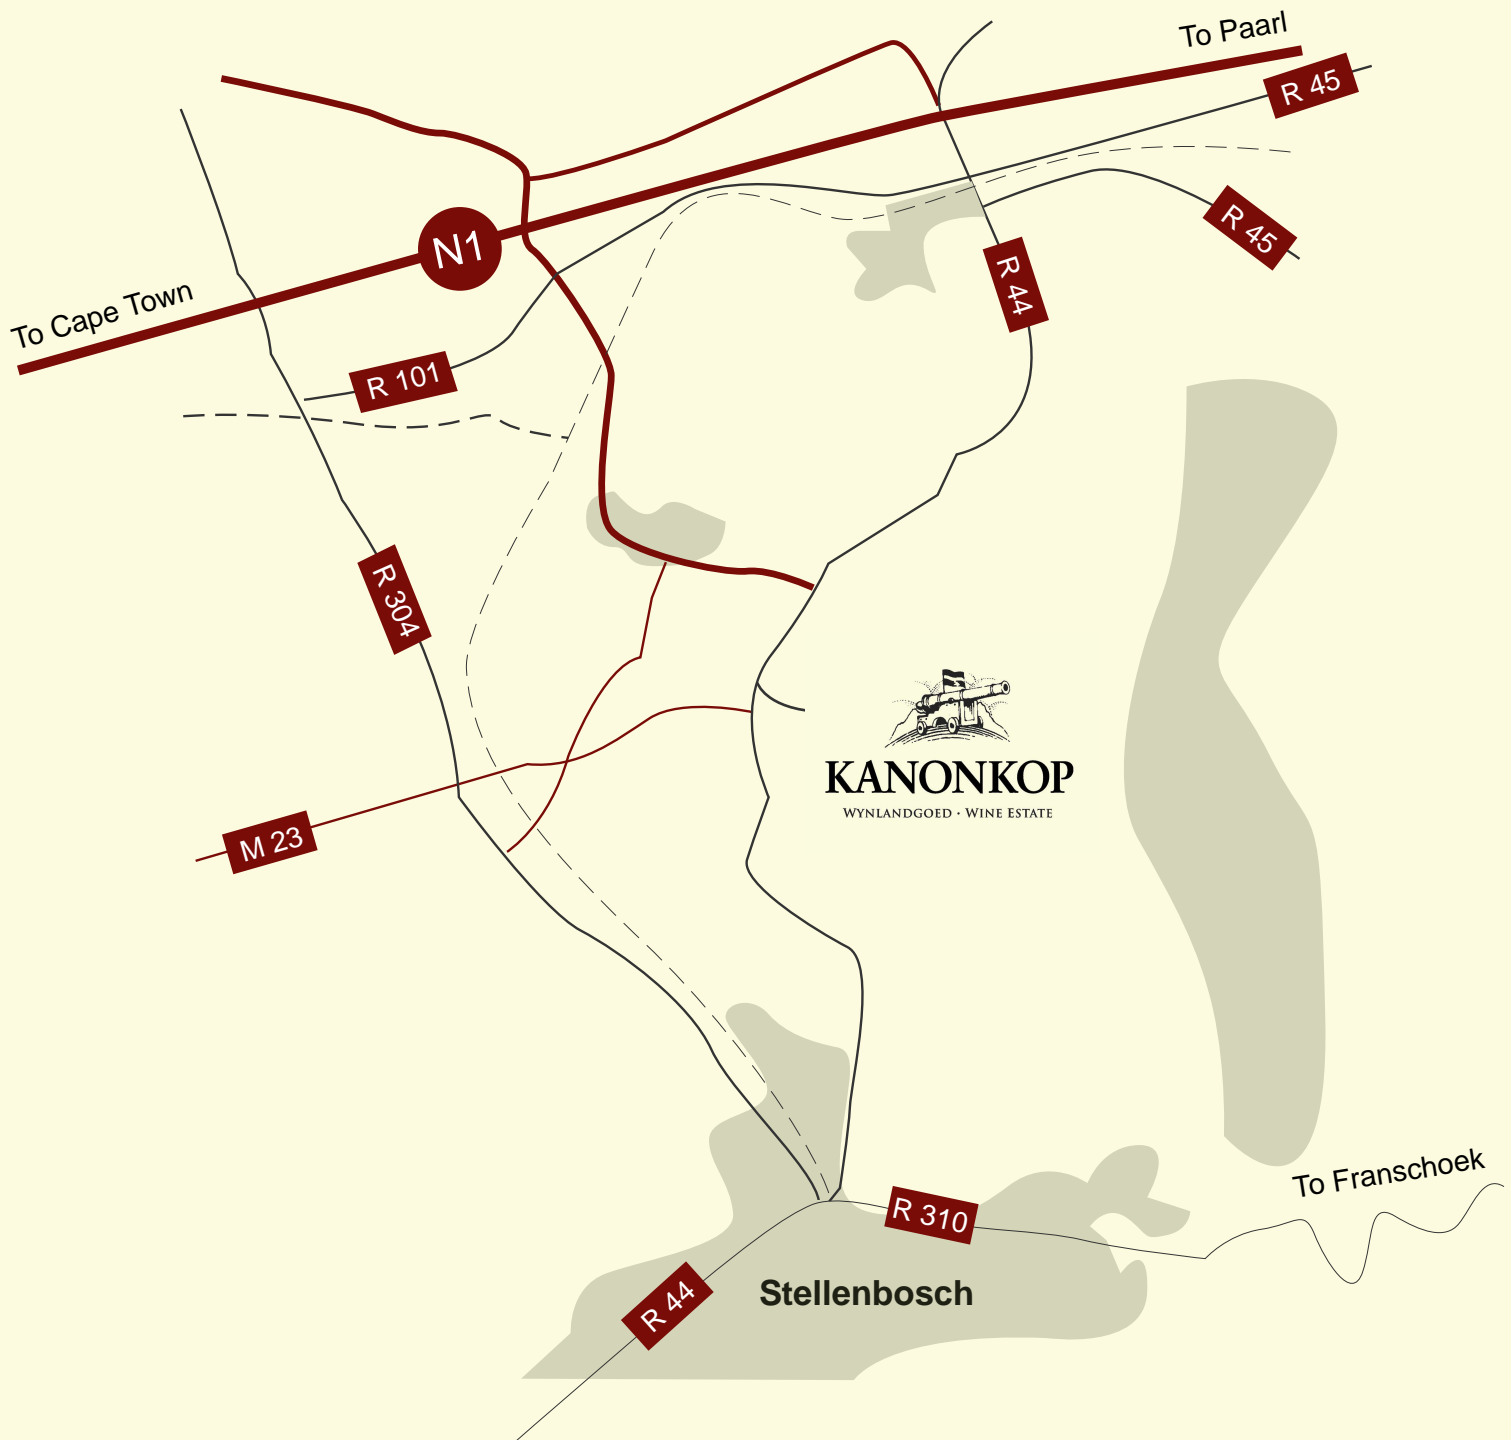 To Paarl
R 45
R 45
N1
R 44
To Cape Town
R 101
R 304
KANONKOP
WYNLANDGOED · WINE ESTATE
M 23
To Franschoek
R 310
Stellenbosch
R 44